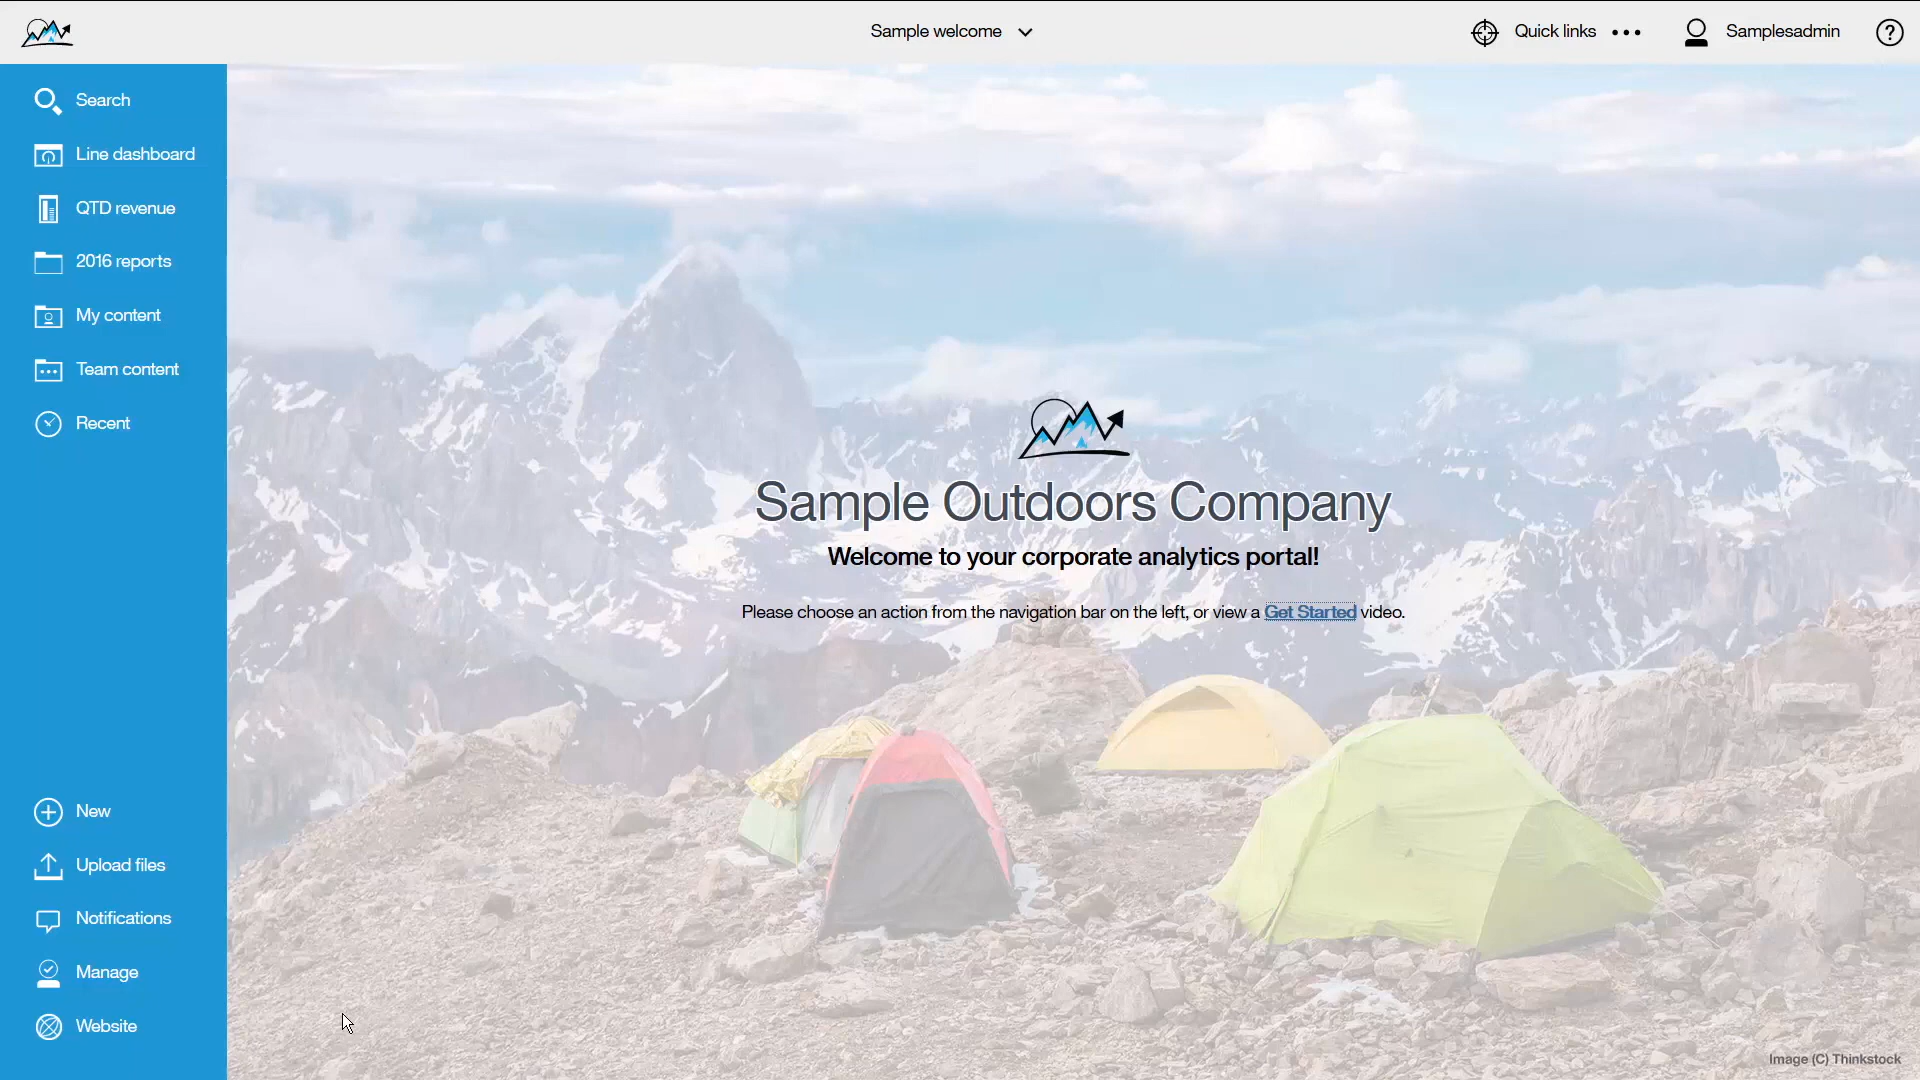 Sample welcome
Quick links
Samplesadmin
?
Search
Line dashboard
QTD revenue
2016 reports
My content
Team content
Recent
Sample Outdoors Company
Welcome to your corporate analytics portal!
Please choose an action from the navigation bar on the left, or view a Get Started video.
New
Upload files
Notifications
Manage
Website
Image (C) Thinkstock